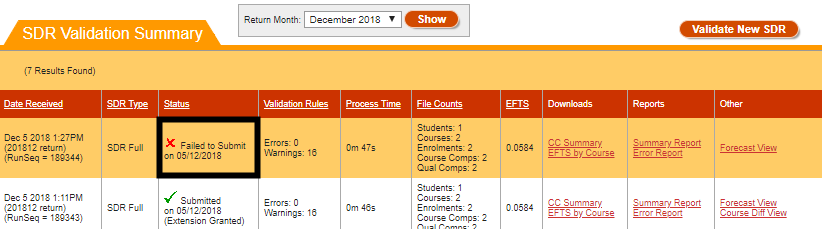 Return Month: December 2018 Show
SDR Validation Summary
Validate New SDR
(7 Results Found)
Date Received SDR Type Status Validation Rules Process Time File Counts EFTS Downloads Reports Other
Dec 5 2018 1:27PM
(201812 return)
(RunSeq = 189344)
SDR Full
Failed to Submit
on 05/12/2018
Errors: 0
Warnings: 16
0m 47s
Students: 1
Courses: 2
Enrolments: 2
Course Comps: 2
Qual Comps: 2
0.0584
CC Summary
EFTS by Course
Summary Report
Error Report
Forecast View
Dec 5 2018 1:11PM
(201812 return)
(RunSeq = 189343)
SDR Full
Submitted
on 05/12/2018
(Extension Granted)
Errors: 0
Warnings: 16
0m 46s
Students: 1
Courses: 2
Enrolments: 2
Course Comps: 2
Qual Comps: 2
0.0584
CC Summary
EFTS by Course
Summary Report
Error Report
Forecast View
Course Diff View